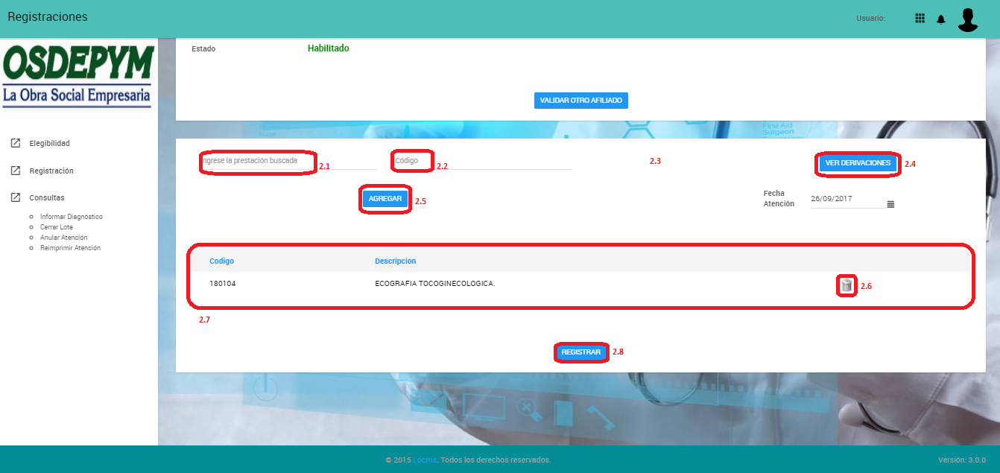 Registraciones
Usuario:
OSDEPYM
La Obra Social Empresaria
Elegibilidad
Registración
Consultas
Informar Diagnóstico
Cerrar Lote
Anular Atención
Reimprimir Atención
Estado Habilitado
VALIDAR OTRO AFILIADO
First Aid
Surgeon
ngrese la prestación buscada 2.1 Código 2.2 2.3 VER DERIVACIONES 2.4
AGREGAR 2.5
Fecha
Atención 26/09/2017
Codigo Descripcion
180104 ECOGRAFIA TOCOGINECOLOGICA. 2.6
2.7
REGISTRAR 2.8
© 2015 Locma. Todos los derechos reservados.
Versión: 3.0.0